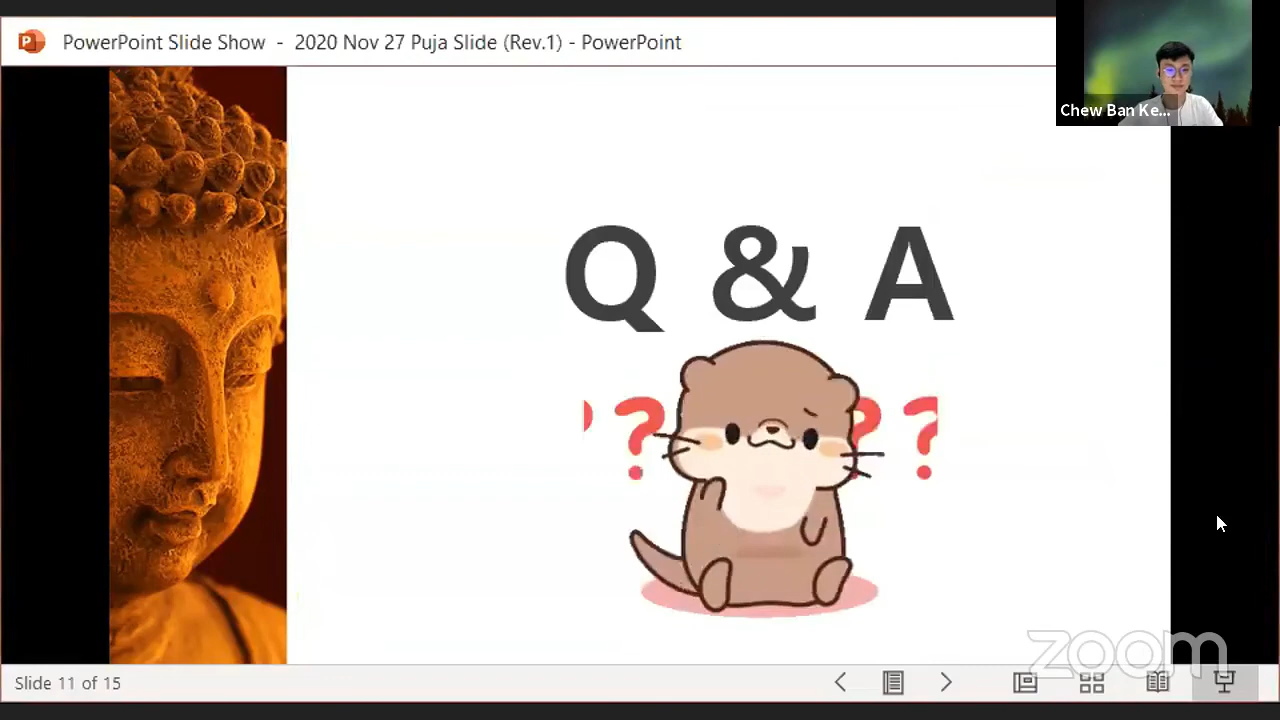 PowerPoint Slide Show - 2020 Nov 27 Puja Slide (Rev.1) - PowerPoint
Chew Ban Ke...
Q & A
? ? ? ?
zoom
Slide 11 of 15